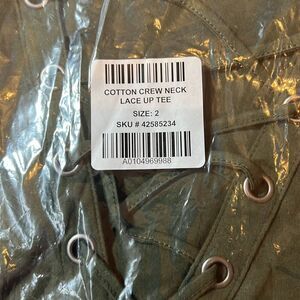 COTTON CREW NECK
LACE UP TEE
SIZE: 2
SKU # 42585234
A0104969988